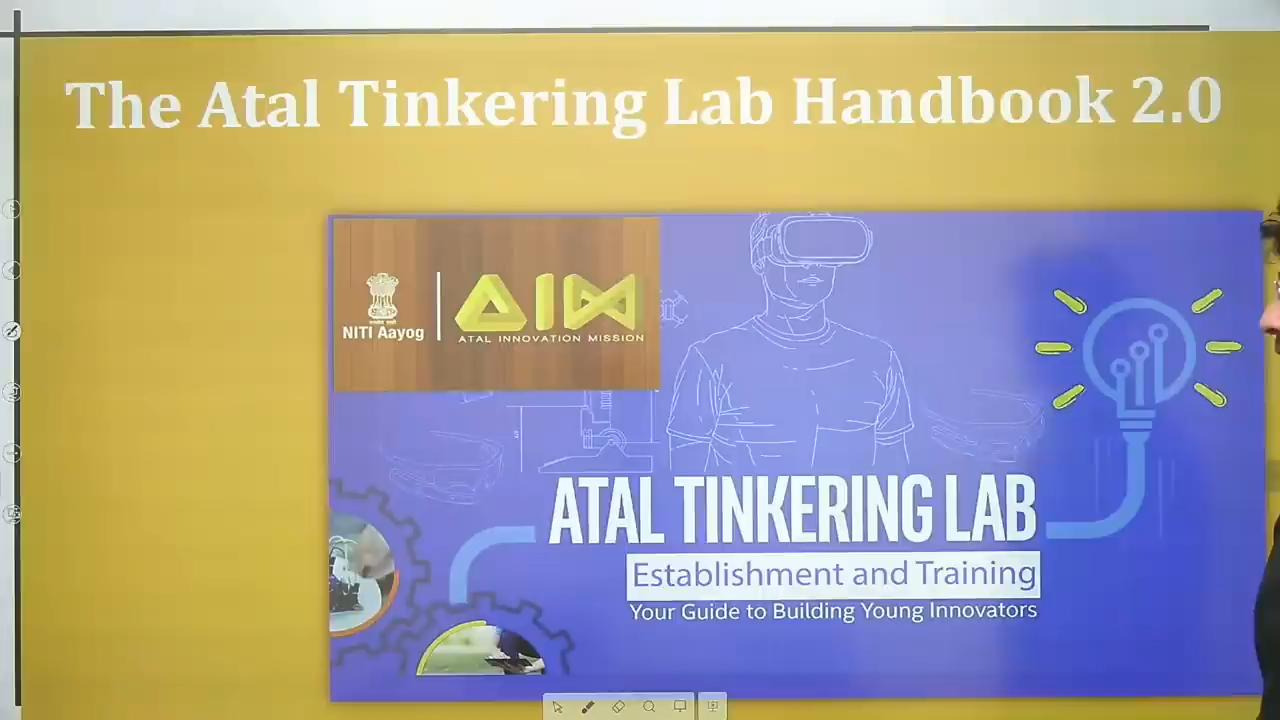 The Atal Tinkering Lab Handbook 2.0
NITI Aayog
ATAL INNOVATION MISSION
AIM
ATAL TINKERING LAB
Establishment and Training
Your Guide to Building Young Innovators